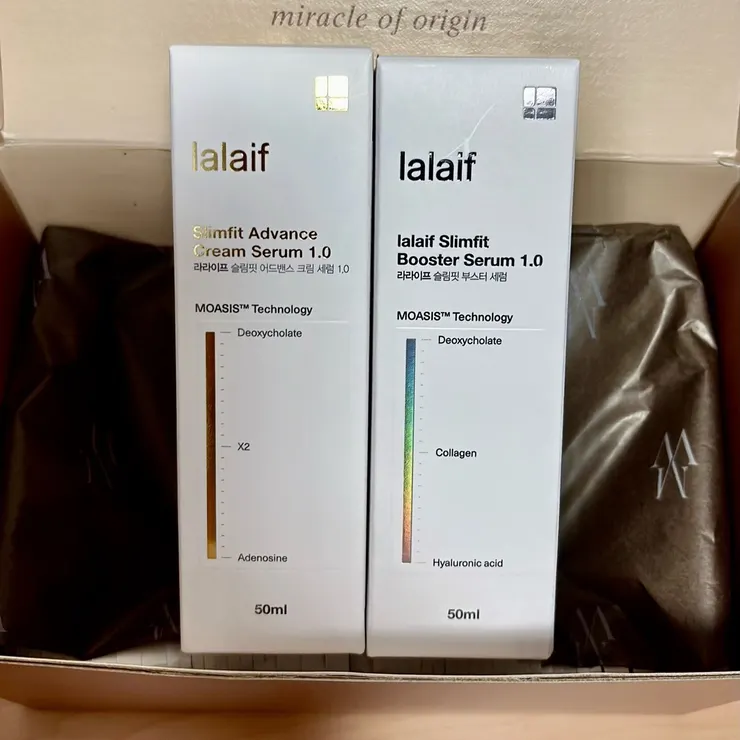 miracle of origin
lalaif
Slimfit Advance
Cream Serum 1.0
라라이프 슬림핏 어드밴스 크림 세럼 1.0
MOASIS™ Technology
Deoxycholate
X2
Adenosine
50ml
lalaif
lalaif Slimfit
Booster Serum 1.0
라라이프 슬림핏 부스터 세럼
MOASIS™ Technology
Deoxycholate
Collagen
Hyaluronic acid
50ml